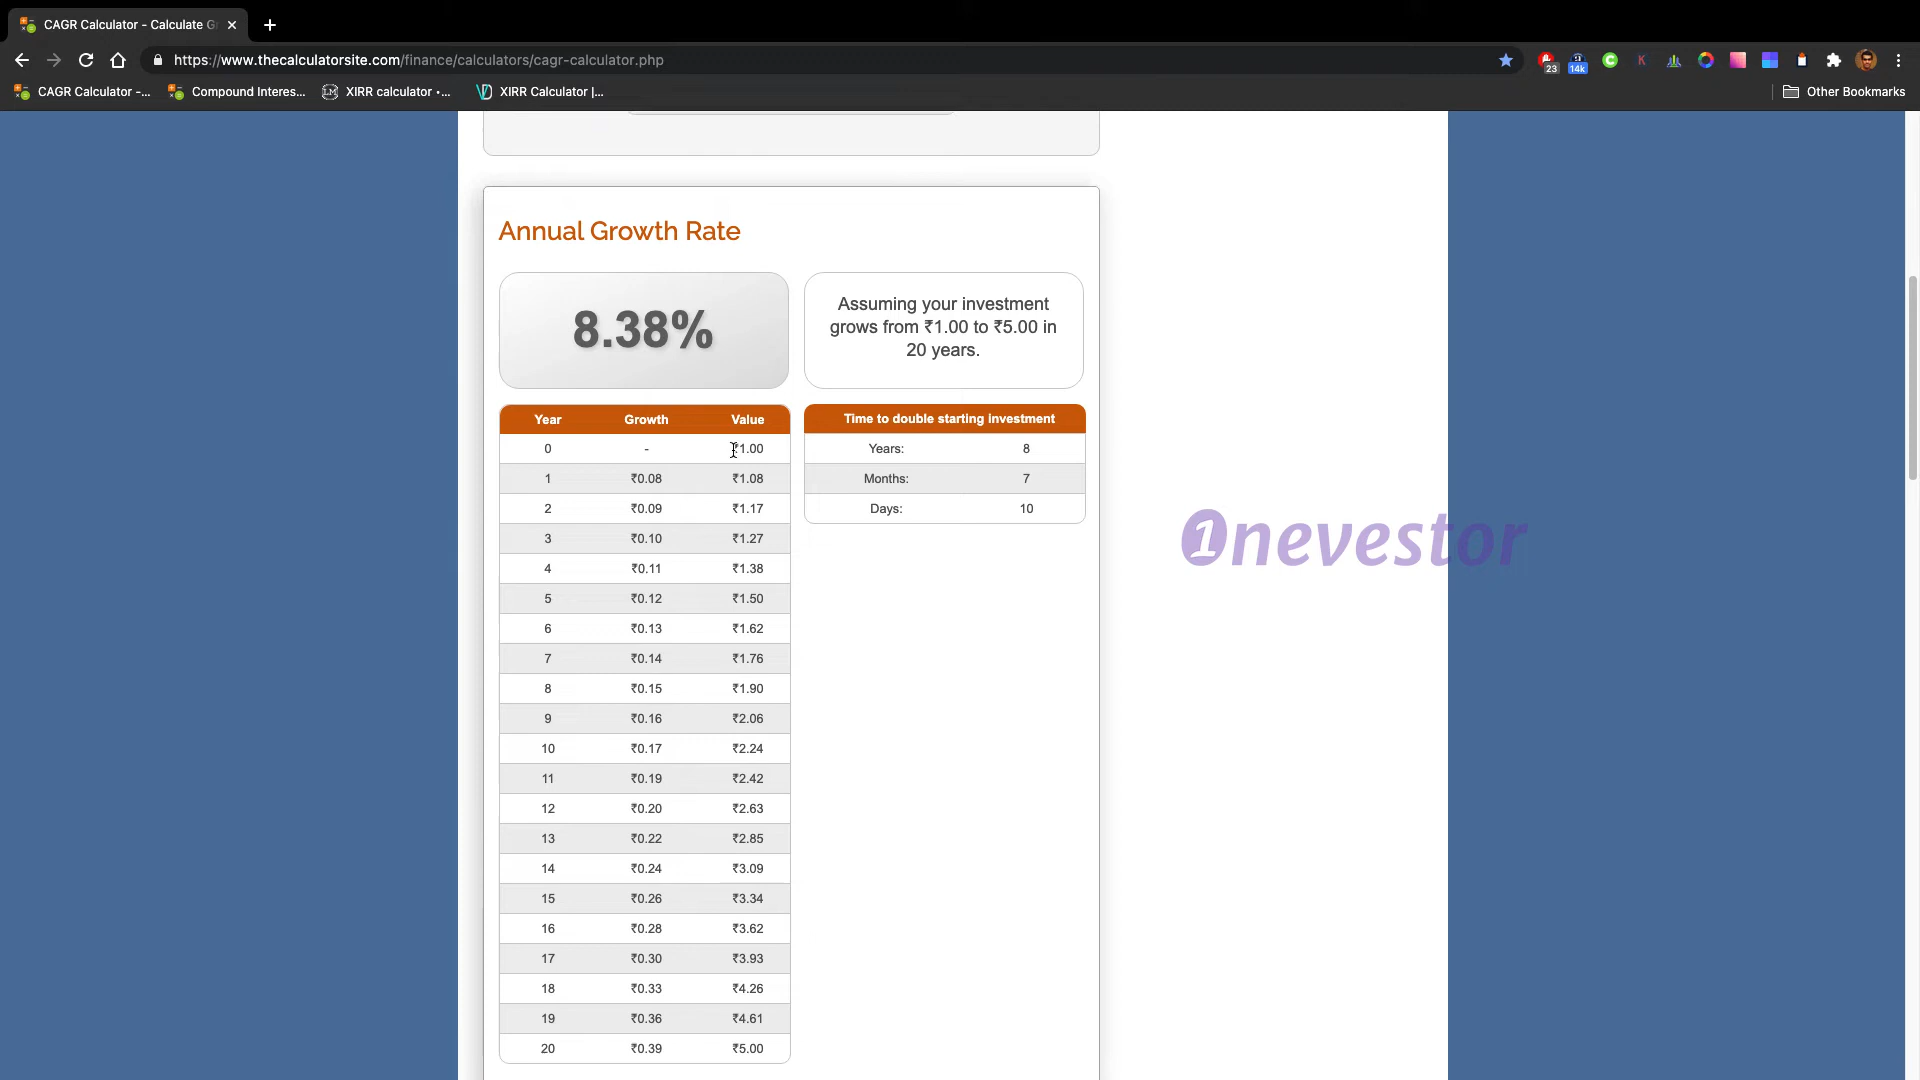 CAGR Calculator - Calculate G
https://www.thecalculatorsite.com/finance/calculators/cagr-calculator.php
23
14k
CAGR Calculator -...
Compound Interes...
XIRR calculator •...
XIRR Calculator |...
Other Bookmarks
Annual Growth Rate
8.38%
Assuming your investment
grows from ₹1.00 to ₹5.00 in
20 years.
Year Growth Value
0 - ₹1.00
1 ₹0.08 ₹1.08
2 ₹0.09 ₹1.17
3 ₹0.10 ₹1.27
4 ₹0.11 ₹1.38
5 ₹0.12 ₹1.50
6 ₹0.13 ₹1.62
7 ₹0.14 ₹1.76
8 ₹0.15 ₹1.90
9 ₹0.16 ₹2.06
10 ₹0.17 ₹2.24
11 ₹0.19 ₹2.42
12 ₹0.20 ₹2.63
13 ₹0.22 ₹2.85
14 ₹0.24 ₹3.09
15 ₹0.26 ₹3.34
16 ₹0.28 ₹3.62
17 ₹0.30 ₹3.93
18 ₹0.33 ₹4.26
19 ₹0.36 ₹4.61
20 ₹0.39 ₹5.00
Time to double starting investment
Years: 8
Months: 7
Days: 10
1nevestor